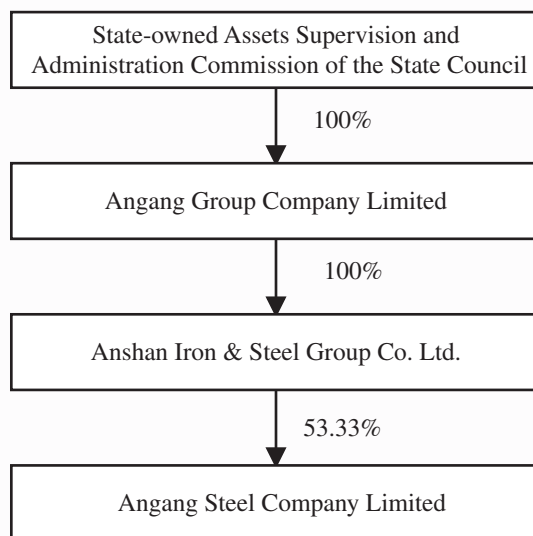 State-owned Assets Supervision and
Administration Commission of the State Council
100%
Angang Group Company Limited
100%
Anshan Iron & Steel Group Co. Ltd.
53.33%
Angang Steel Company Limited